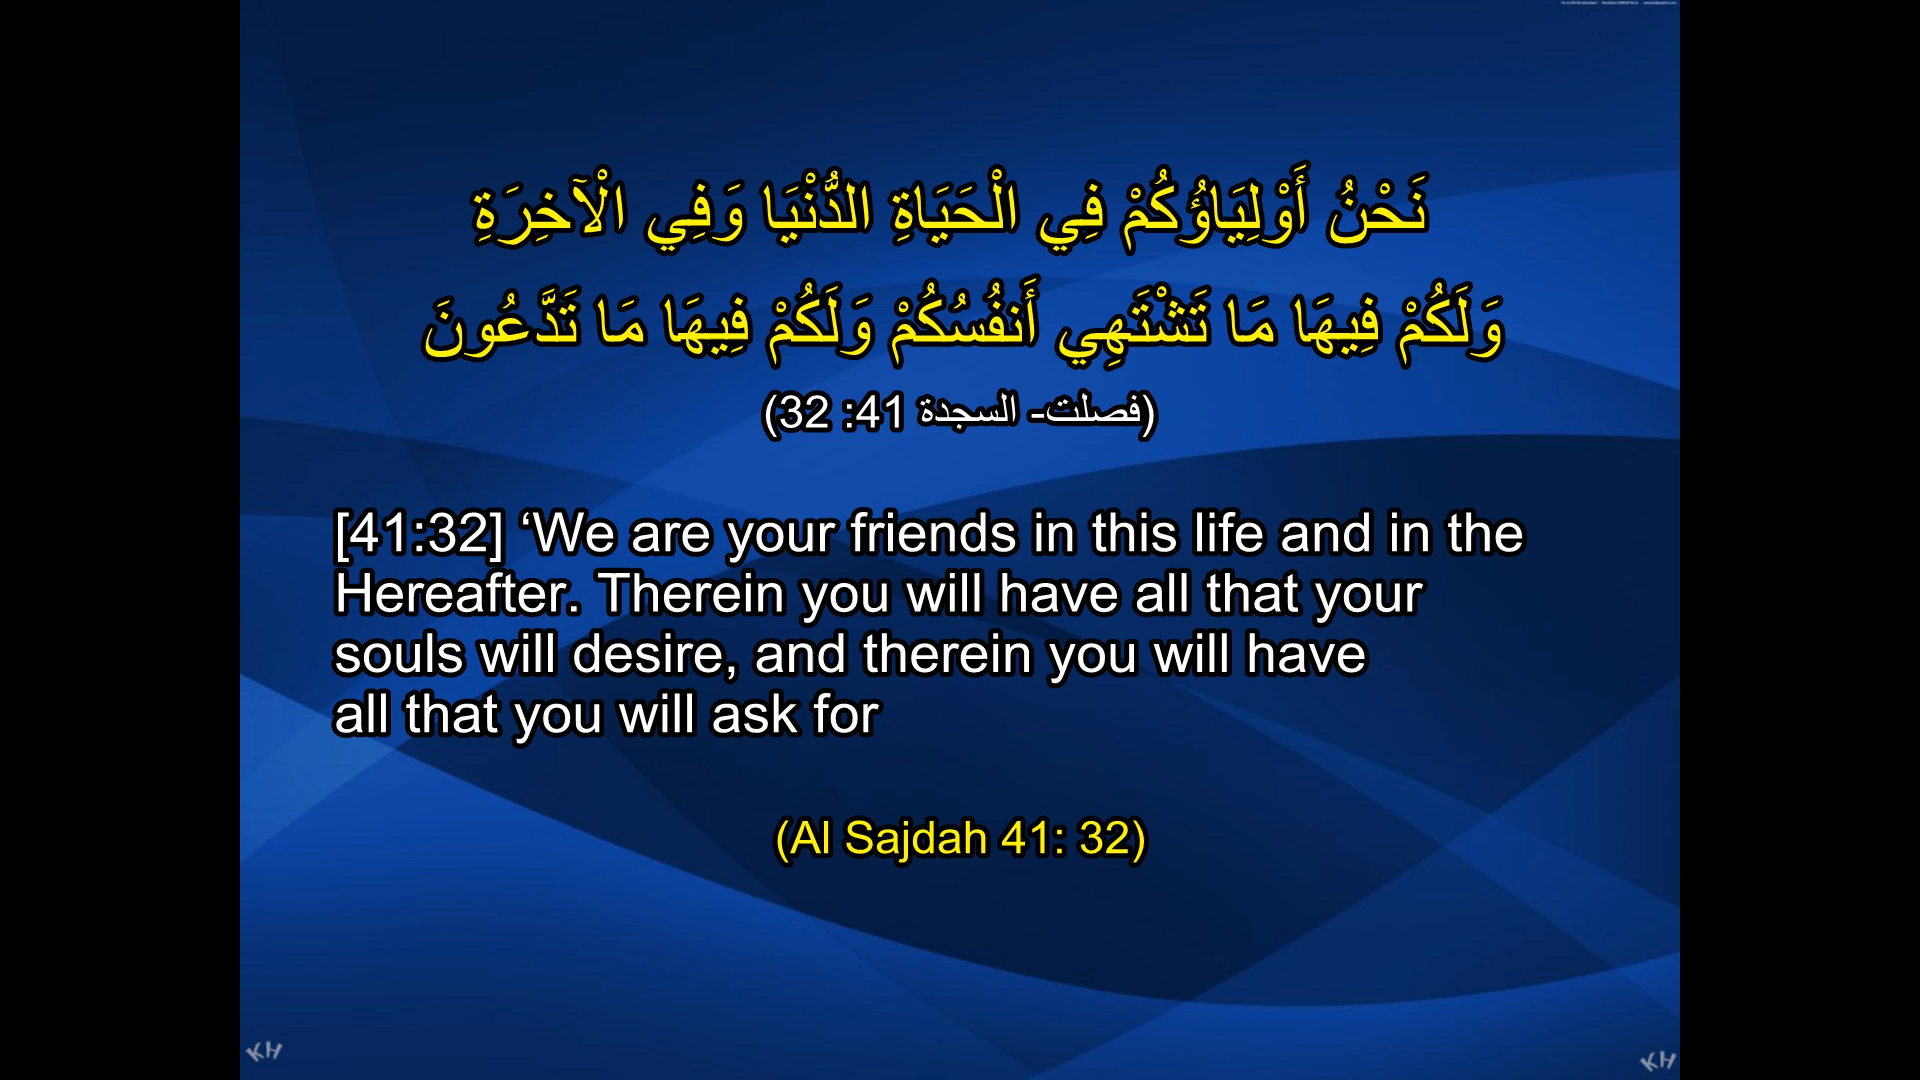 نَحْنُ أَوْلِيَاؤُكُمْ فِي الْحَيَاةِ الدُّنْيَا وَفِي الْآخِرَةِ
وَلَكُمْ فِيهَا مَا تَشْتَهِي أَنفُسُكُمْ وَلَكُمْ فِيهَا مَا تَدَّعُونَ
(فصلت- السجدة 41: 32)
[41:32] ‘We are your friends in this life and in the
Hereafter. Therein you will have all that your
souls will desire, and therein you will have
all that you will ask for
(Al Sajdah 41: 32)
KH
KH